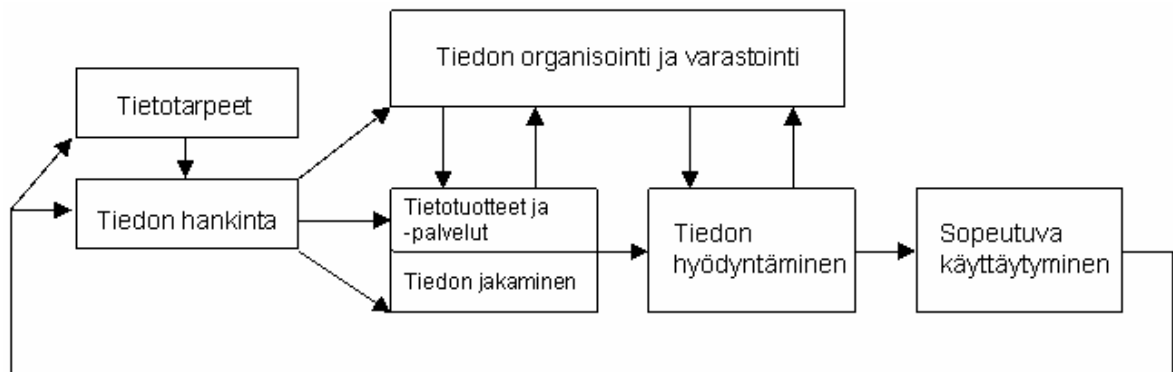 Tiedon organisointi ja varastointi
Tietotarpeet
Tiedon hankinta
Tietotuotteet ja
-palvelut
Tiedon jakaminen
Tiedon
hyödyntäminen
Sopeutuva
käyttäytyminen